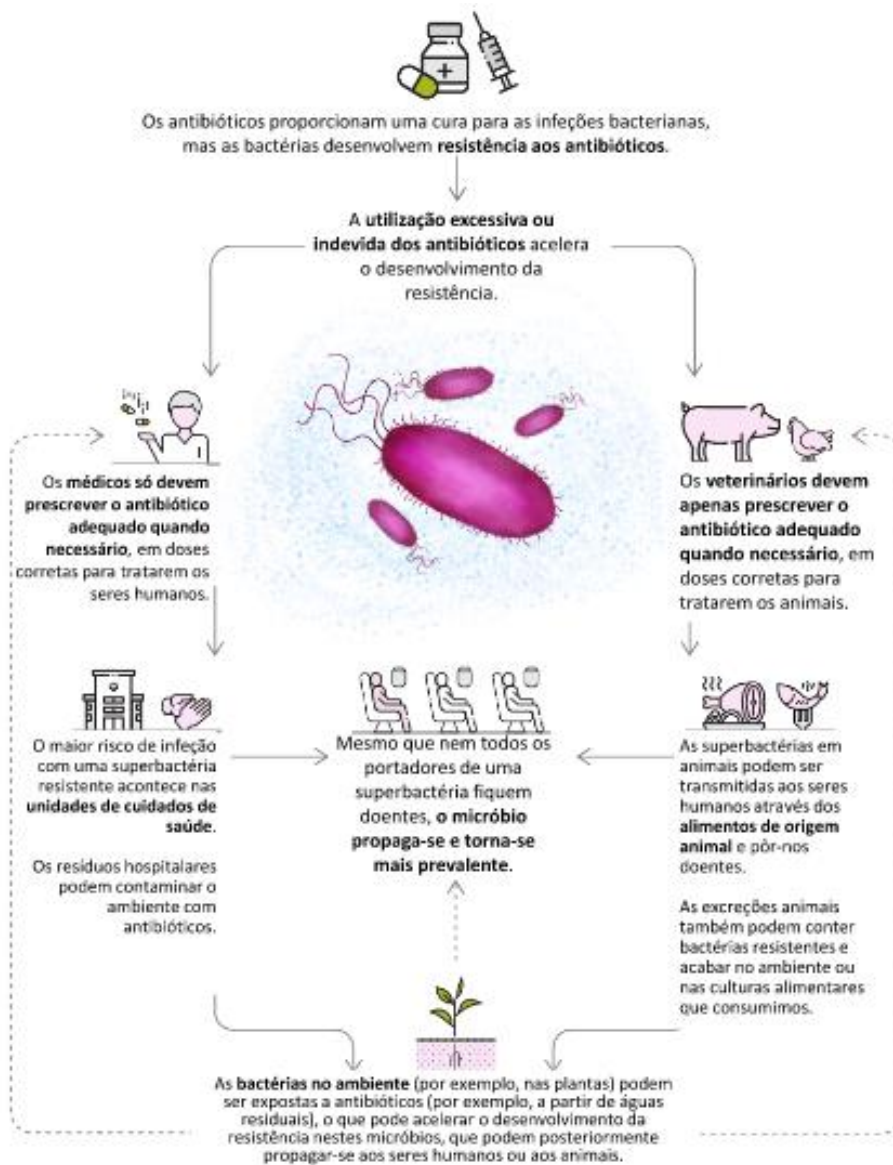 Os antibióticos proporcionam uma cura para as infeções bacterianas,
mas as bactérias desenvolvem resistência aos antibióticos.
A utilização excessiva ou
indevida dos antibióticos acelera
o desenvolvimento da
resistência.
Os médicos só devem
prescrever o antibiótico
adequado quando
necessário, em doses
corretas para tratarem os
seres humanos.
Os veterinários devem
apenas prescrever o
antibiótico adequado
quando necessário, em
doses corretas para
tratarem os animais.
O maior risco de infeção
com uma superbactéria
resistente acontece nas
unidades de cuidados de
saúde.
Os resíduos hospitalares
podem contaminar o
ambiente com
antibióticos.
Mesmo que nem todos os
portadores de uma
superbactéria fiquem
doentes, o micróbio
propaga-se e torna-se
mais prevalente.
As superbactérias em
animais podem ser
transmitidas aos seres
humanos através dos
alimentos de origem
animal e pôr-nos
doentes.
As excreções animais
também podem conter
bactérias resistentes e
acabar no ambiente ou
nas culturas alimentares
que consumimos.
As bactérias no ambiente (por exemplo, nas plantas) podem
ser expostas a antibióticos (por exemplo, a partir de águas
residuais), o que pode acelerar o desenvolvimento da
resistência nestes micróbios, que podem posteriormente
propagar-se aos seres humanos ou aos animais.